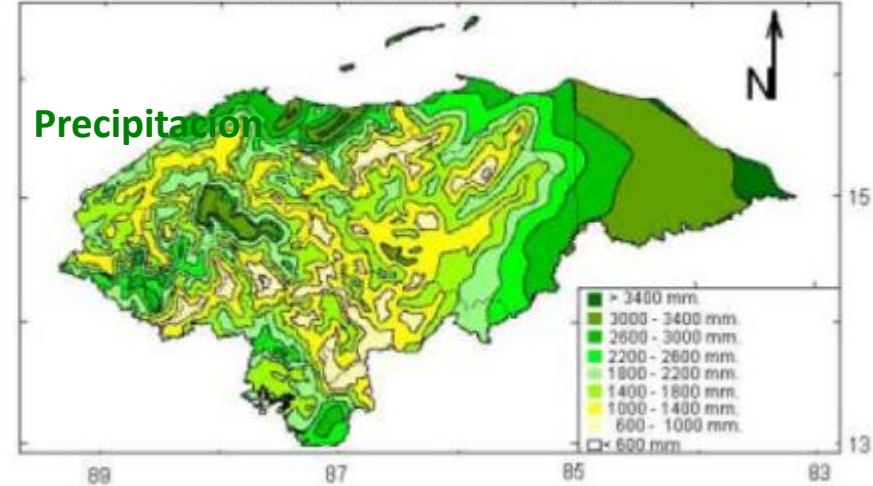 Precipitación
N
> 3400 mm.
3000 - 3400 mm.
2600 - 3000 mm.
2200 - 2600 mm.
1800 - 2200 mm.
1400 - 1800 mm.
1000 - 1400 mm.
600 - 1000 mm.
< 600 mm
15
13
89 87 85 83